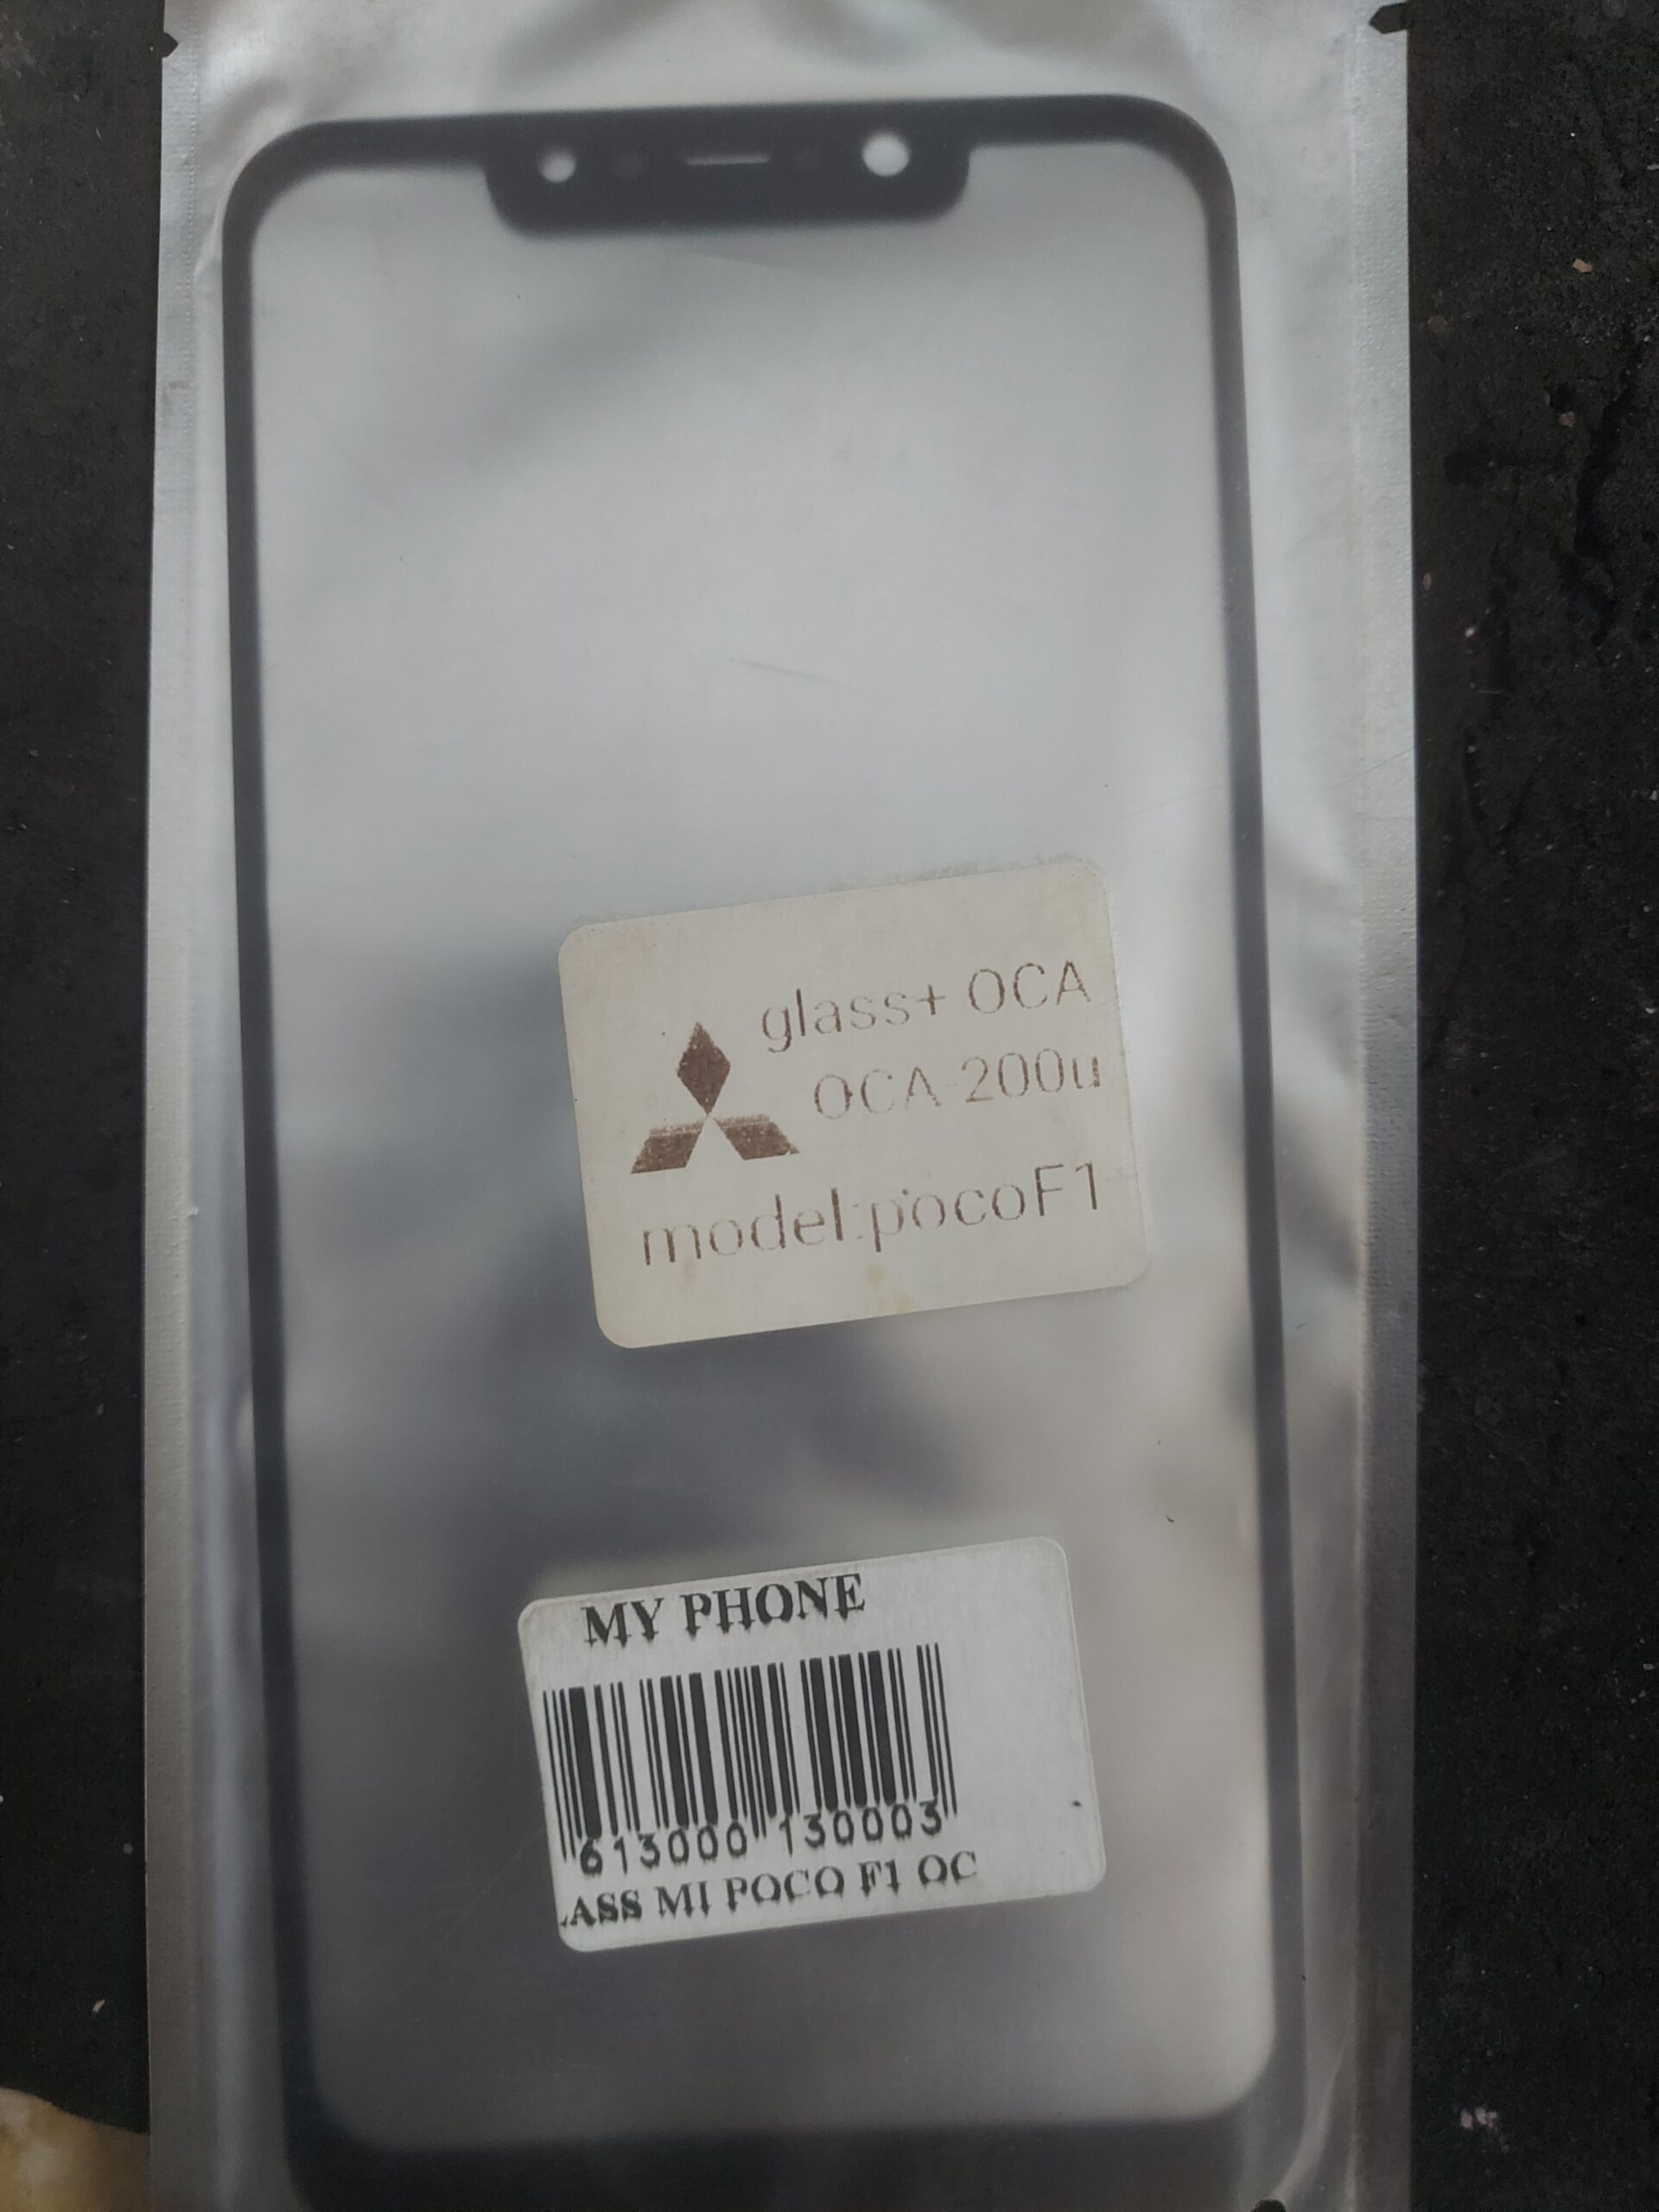 glass+ OCA
OCA-200u
model:pocoF1
MY PHONE
613000 130003
ASS MI POCO F1 OC